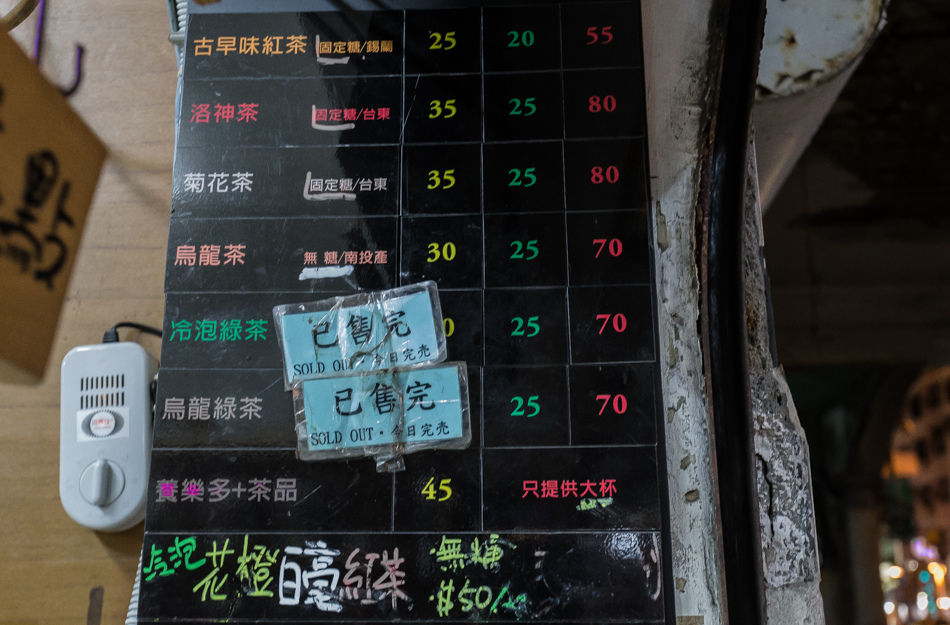 古早味紅茶 固定糖/錫蘭 25 20 55
洛神茶 固定糖/台東 35 25 80
菊花茶 固定糖/台東 35 25 80
烏龍茶 無 糖/南投產 30 25 70
冷泡綠茶 0 25 70
已售完
SOLD OUT・今日完売
烏龍綠茶 25 70
已售完
SOLD OUT・今日完売
養樂多+茶品 45 只提供大杯
冷泡 花橙白毫紅茶 無糖
$50/